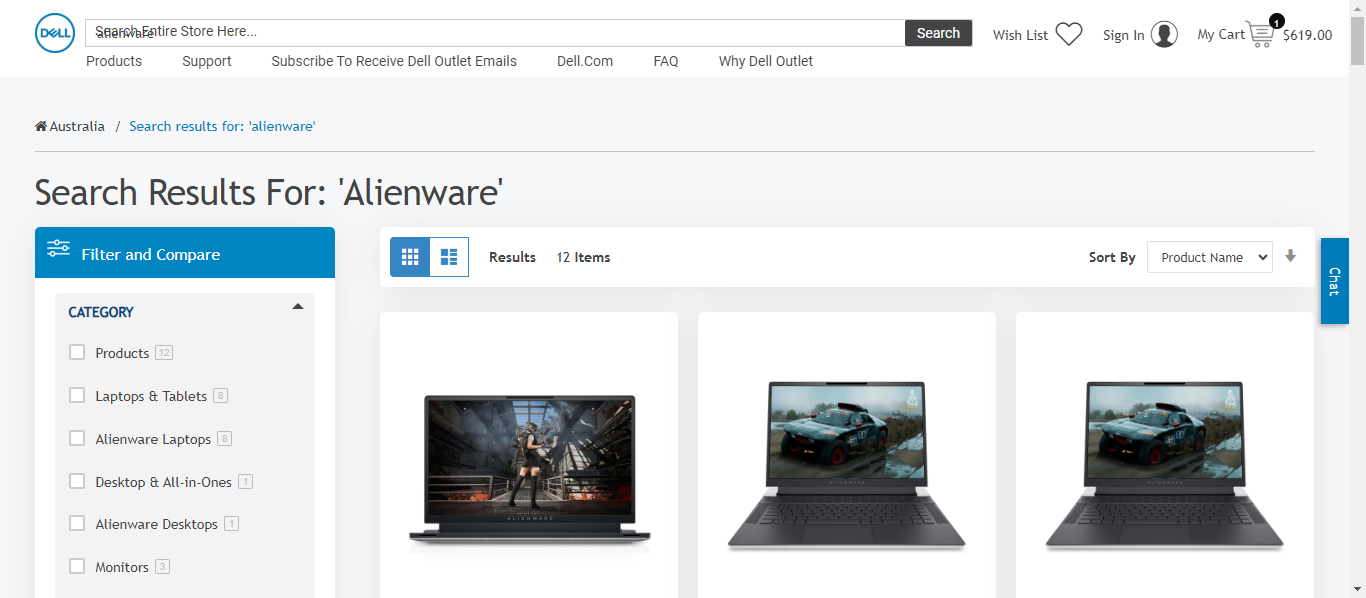 DELL
Search Entire Store Here...
alienware
Search
Wish List
Sign In
My Cart
1
$619.00
Products
Support
Subscribe To Receive Dell Outlet Emails
Dell.Com
FAQ
Why Dell Outlet
Australia / Search results for: 'alienware'
Search Results For: 'Alienware'
Filter and Compare
Results 12 Items
Sort By Product Name
Chat
CATEGORY
Products 12
Laptops & Tablets 8
Alienware Laptops 8
Desktop & All-in-Ones 1
Alienware Desktops 1
Monitors 3
ALIENWARE
ALIENWARE
ALIENWARE